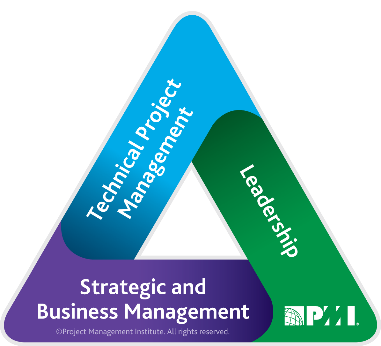 Technical Project
Management
Leadership
Strategic and
Business Management
©Project Management Institute. All rights reserved.
PMI.